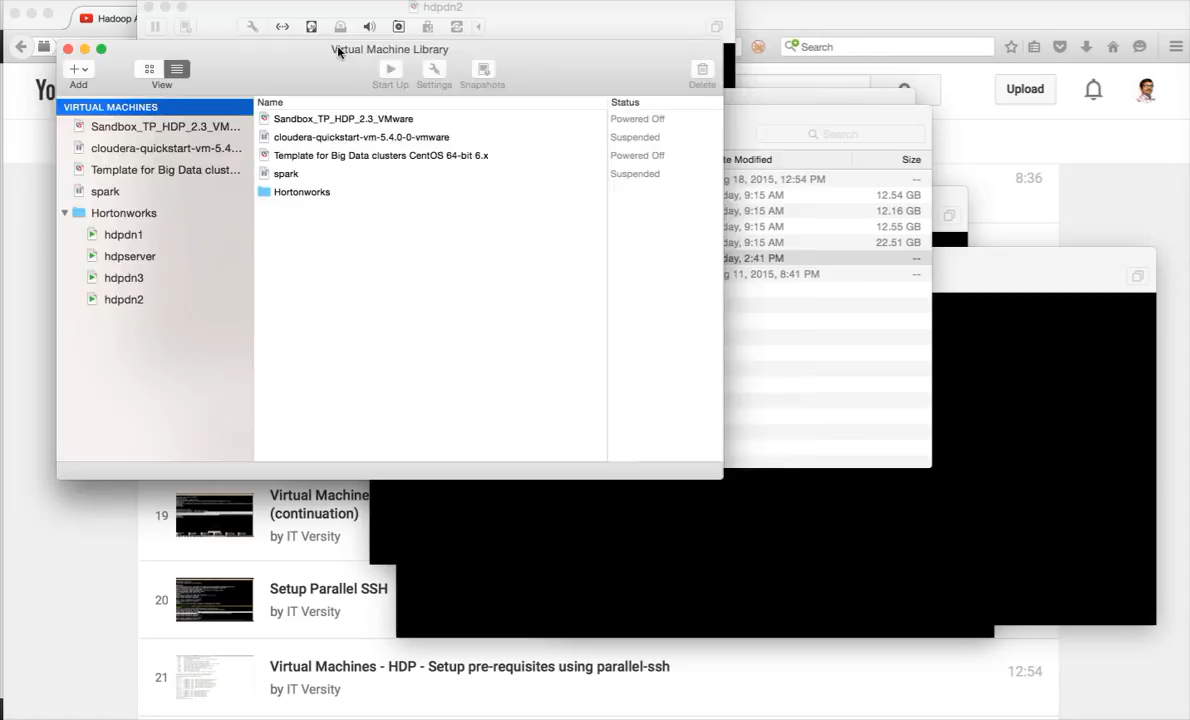 Hadoop A
hdpdn2
Virtual Machine Library
Search
Add
View
Start Up
Settings
Snapshots
Delete
Upload
VIRTUAL MACHINES
Sandbox_TP_HDP_2.3_VM...
cloudera-quickstart-vm-5.4...
Template for Big Data clust...
spark
Hortonworks
hdpdn1
hdpserver
hdpdn3
hdpdn2
Name
Status
Sandbox_TP_HDP_2.3_VMware
Powered Off
cloudera-quickstart-vm-5.4.0-0-vmware
Suspended
Template for Big Data clusters CentOS 64-bit 6.x
Powered Off
spark
Suspended
Hortonworks
Search
te Modified
Size
g 18, 2015, 12:54 PM
--
day, 9:15 AM
12.54 GB
day, 9:15 AM
12.16 GB
day, 9:15 AM
12.55 GB
day, 9:15 AM
22.51 GB
day, 2:41 PM
--
g 11, 2015, 8:41 PM
--
8:36
19
Virtual Machine
(continuation)
by IT Versity
20
Setup Parallel SSH
by IT Versity
21
Virtual Machines - HDP - Setup pre-requisites using parallel-ssh
by IT Versity
12:54